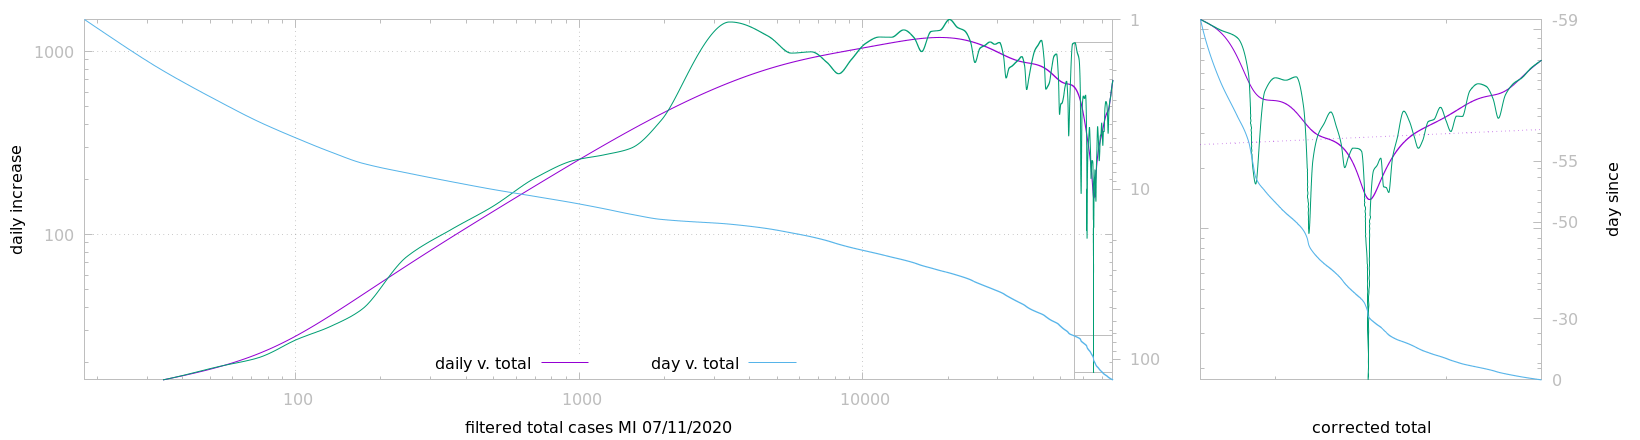 1000
100
daily increase
100
1000
10000
filtered total cases MI 07/11/2020
daily v. total
day v. total
1
10
100
-59
-55
-50
-30
0
day since
corrected total